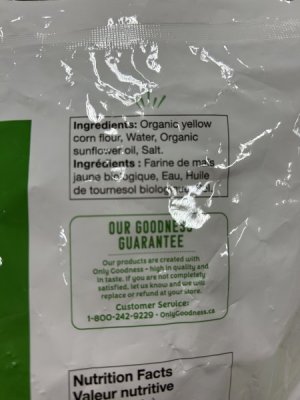 Ingredients: Organic yellow
corn flour, Water, Organic
sunflower oil, Salt.
Ingrédients : Farine de maïs
jaune biologique, Eau, Huile
de tournesol biologique,
OUR GOODNESS
GUARANTEE
Our products are created with
Only Goodness - high in quality and
in taste. If you are not completely
satisfied, let us know and we will
replace or refund at your store.
Customer Service:
1-800-242-9229 • OnlyGoodness.ca
Nutrition Facts
Valeur nutritive